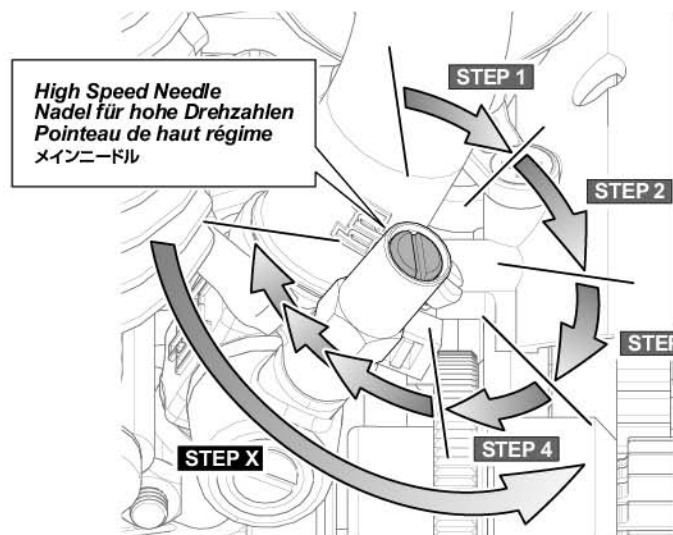 High Speed Needle
Nadel für hohe Drehzahlen
Pointeau de haut régime
メインニードル
STEP 1
STEP 2
STE
STEP 4
STEP X